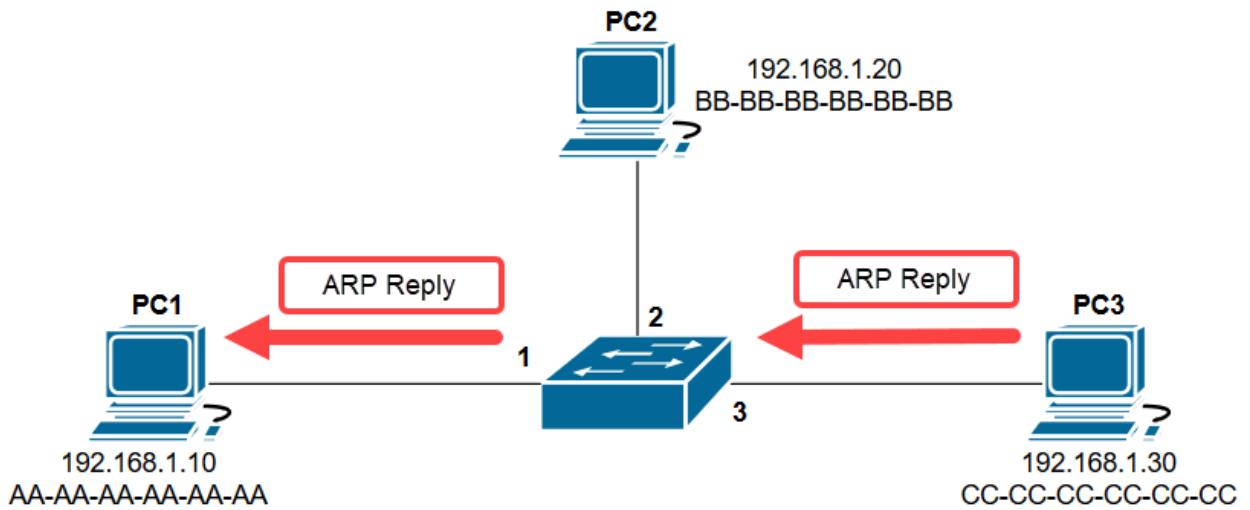 PC2
192.168.1.20
BB-BB-BB-BB-BB-BB
ARP Reply
ARP Reply
PC1
PC3
2
1
3
192.168.1.10
AA-AA-AA-AA-AA-AA
192.168.1.30
CC-CC-CC-CC-CC-CC